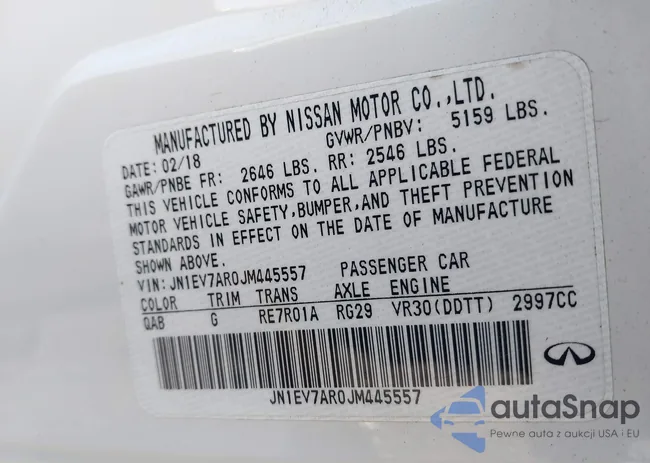 MANUFACTURED BY NISSAN MOTOR CO.,LTD.
DATE: 02/18 GVWR/PNBV: 5159 LBS.
GAWR/PNBE FR: 2646 LBS. RR: 2546 LBS.
THIS VEHICLE CONFORMS TO ALL APPLICABLE FEDERAL
MOTOR VEHICLE SAFETY,BUMPER,AND THEFT PREVENTION
STANDARDS IN EFFECT ON THE DATE OF MANUFACTURE
SHOWN ABOVE.
VIN: JN1EV7AR0JM445557 PASSENGER CAR
COLOR TRIM TRANS AXLE ENGINE
QAB G RE7R01A RG29 VR30(DDTT) 2997CC
JN1EV7AR0JM445557
autaSnap
Pewne auta z aukcji USA i EU